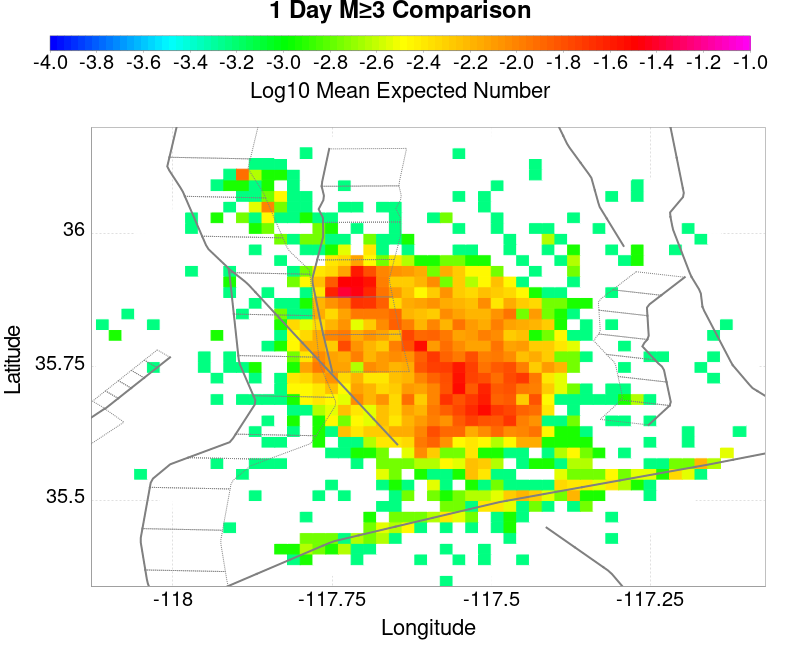 1 Day M≥3 Comparison
-4.0 -3.8 -3.6 -3.4 -3.2 -3.0 -2.8 -2.6 -2.4 -2.2 -2.0 -1.8 -1.6 -1.4 -1.2 -1.0
Log10 Mean Expected Number
36
35.75
35.5
Latitude
-118 -117.75 -117.5 -117.25
Longitude